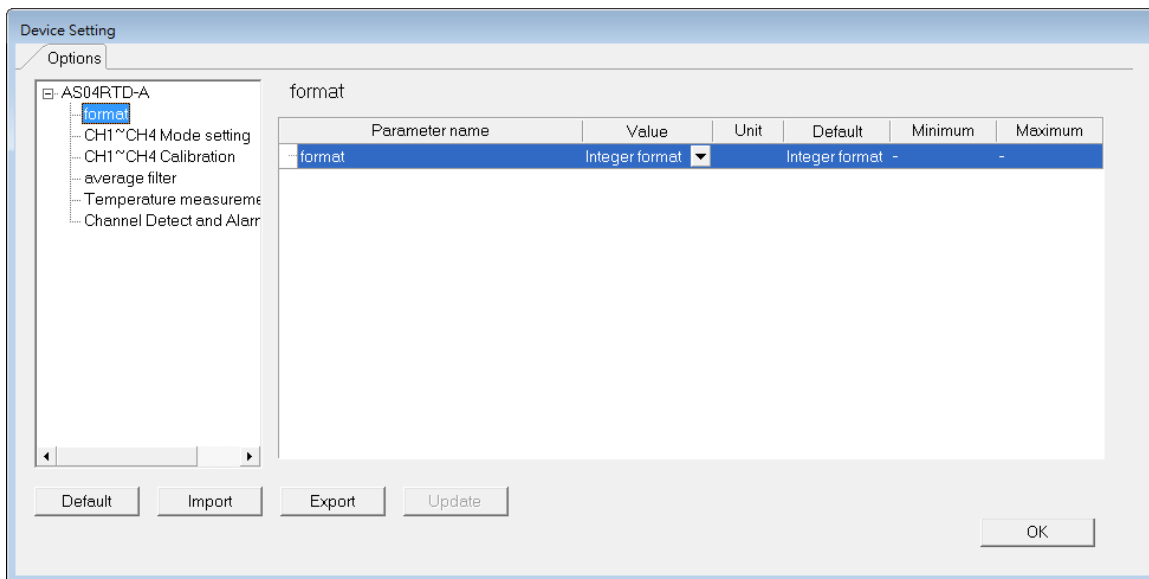 Device Setting
Options
AS04RTD-A
format
CH1~CH4 Mode setting
CH1~CH4 Calibration
average filter
Temperature measureme
Channel Detect and Alarr
format
Parameter name Value Unit Default Minimum Maximum
format Integer format Integer format - -
Default Import Export Update
OK